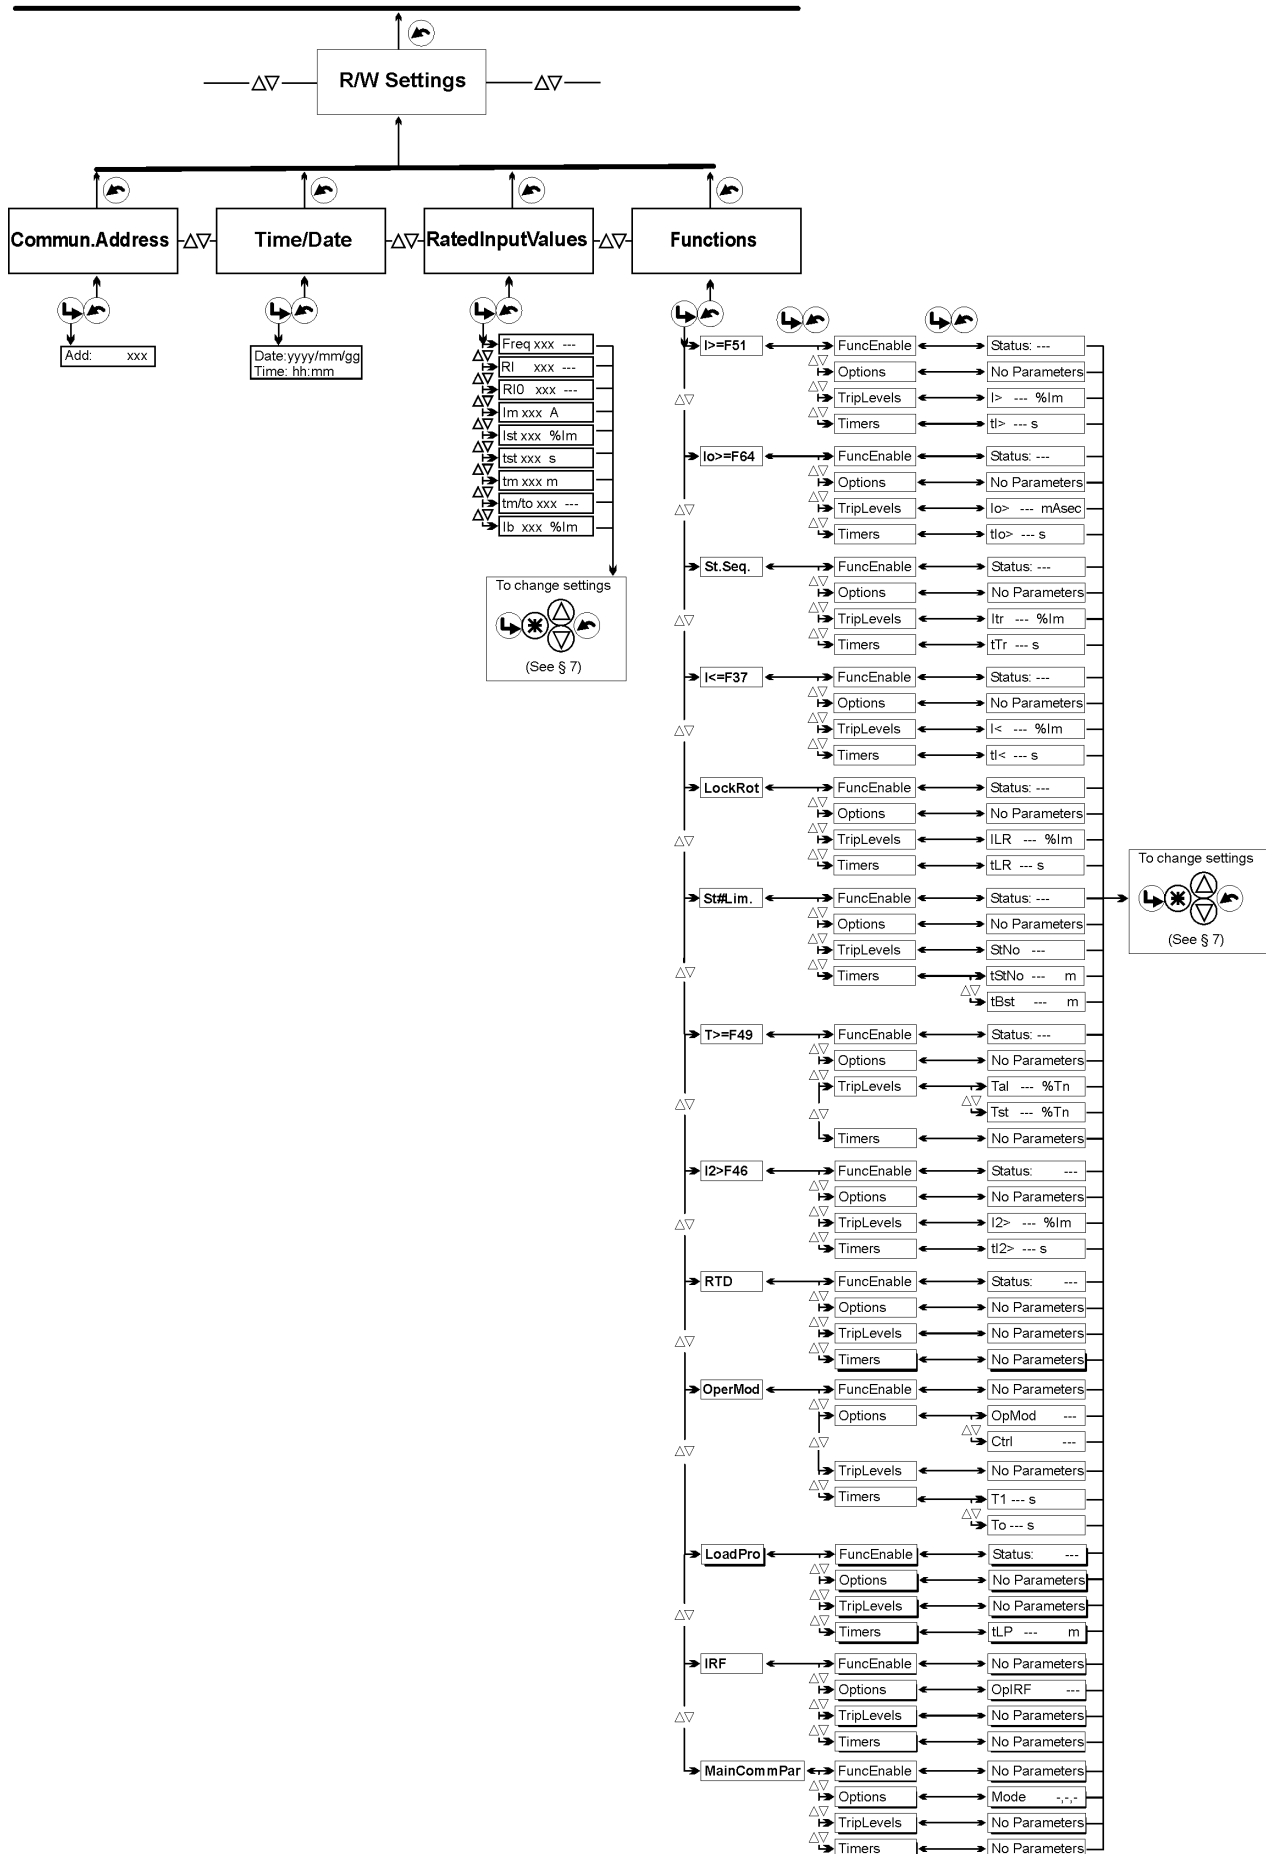 R/W Settings
Commun.Address
Time/Date
RatedInputValues
Functions
Add: xxx
Date:yyyy/mm/gg
Time: hh:mm
Freq xxx ---
RI xxx ---
RI0 xxx ---
Im xxx A
Ist xxx %Im
tst xxx s
tm xxx m
tm/to xxx ---
Ib xxx %Im
To change settings
(See § 7)
I>=F51 FuncEnable Status: ---
Options No Parameters
TripLevels I> --- %Im
Timers tI> --- s
Io>=F64 FuncEnable Status: ---
Options No Parameters
TripLevels Io> --- mAsec
Timers tIo> --- s
St.Seq. FuncEnable Status: ---
Options No Parameters
TripLevels Itr --- %Im
Timers tTr --- s
I<=F37 FuncEnable Status: ---
Options No Parameters
TripLevels I< --- %Im
Timers tI< --- s
LockRot FuncEnable Status: ---
Options No Parameters
TripLevels ILR --- %Im
Timers tLR --- s
St#Lim. FuncEnable Status: ---
Options No Parameters
TripLevels StNo ---
Timers tStNo --- m
tBst --- m
To change settings
(See § 7)
T>=F49 FuncEnable Status: ---
Options No Parameters
TripLevels Tal --- %Tn
Tst --- %Tn
Timers No Parameters
I2>F46 FuncEnable Status: ---
Options No Parameters
TripLevels I2> --- %Im
Timers tI2> --- s
RTD FuncEnable Status: ---
Options No Parameters
TripLevels No Parameters
Timers No Parameters
OperMod FuncEnable No Parameters
Options OpMod ---
Ctrl ---
TripLevels No Parameters
Timers T1 --- s
To --- s
LoadPro FuncEnable Status: ---
Options No Parameters
TripLevels No Parameters
Timers tLP --- m
IRF FuncEnable No Parameters
Options OpIRF ---
TripLevels No Parameters
Timers No Parameters
MainCommPar FuncEnable No Parameters
Options Mode -,-,-
TripLevels No Parameters
Timers No Parameters